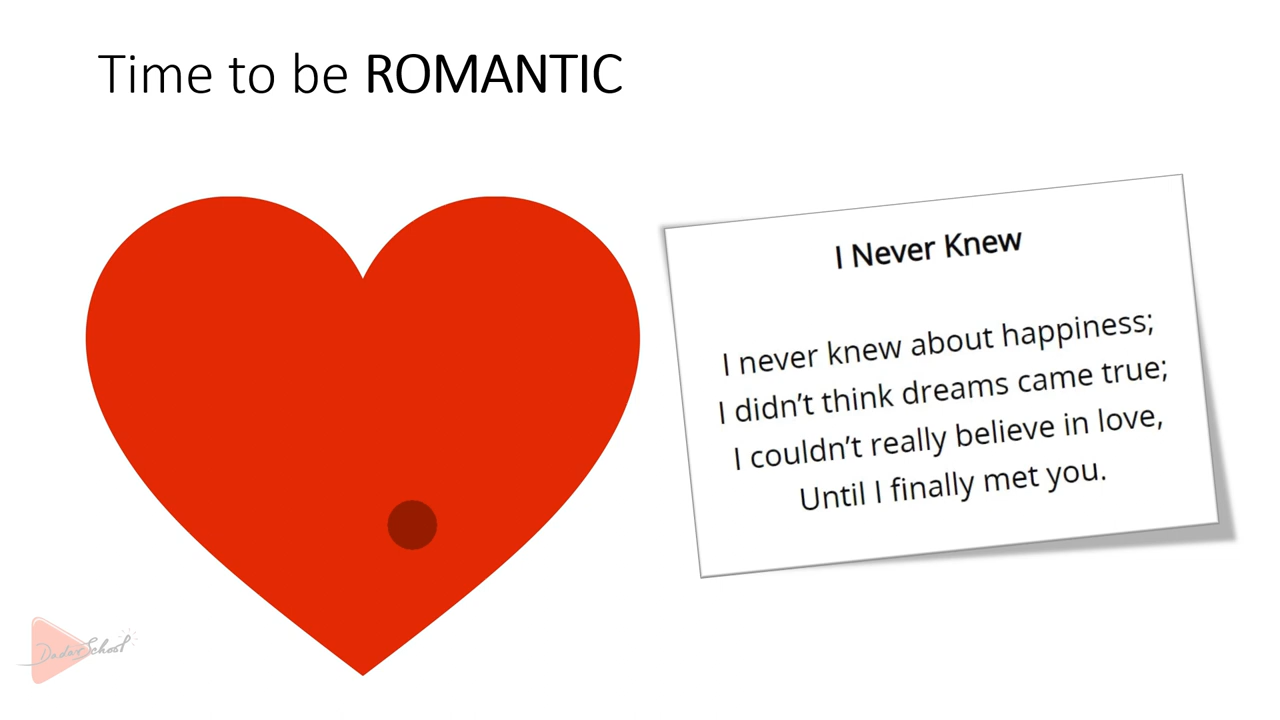 Time to be ROMANTIC
I Never Knew
I never knew about happiness;
I didn't think dreams came true;
I couldn't really believe in love,
Until I finally met you.
DadarSchool